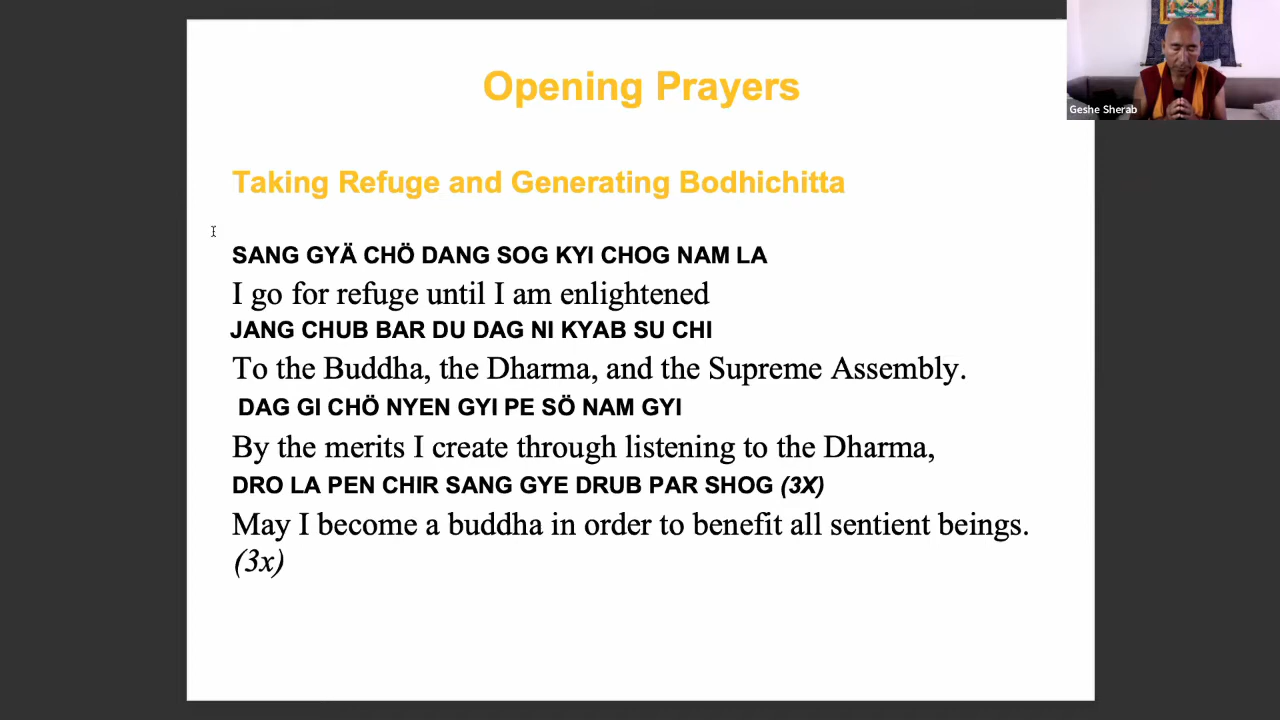 Opening Prayers
Geshe Sherab
Taking Refuge and Generating Bodhichitta
SANG GYÄ CHÖ DANG SOG KYI CHOG NAM LA
I go for refuge until I am enlightened
JANG CHUB BAR DU DAG NI KYAB SU CHI
To the Buddha, the Dharma, and the Supreme Assembly.
DAG GI CHÖ NYEN GYI PE SÖ NAM GYI
By the merits I create through listening to the Dharma,
DRO LA PEN CHIR SANG GYE DRUB PAR SHOG (3X)
May I become a buddha in order to benefit all sentient beings.
(3x)